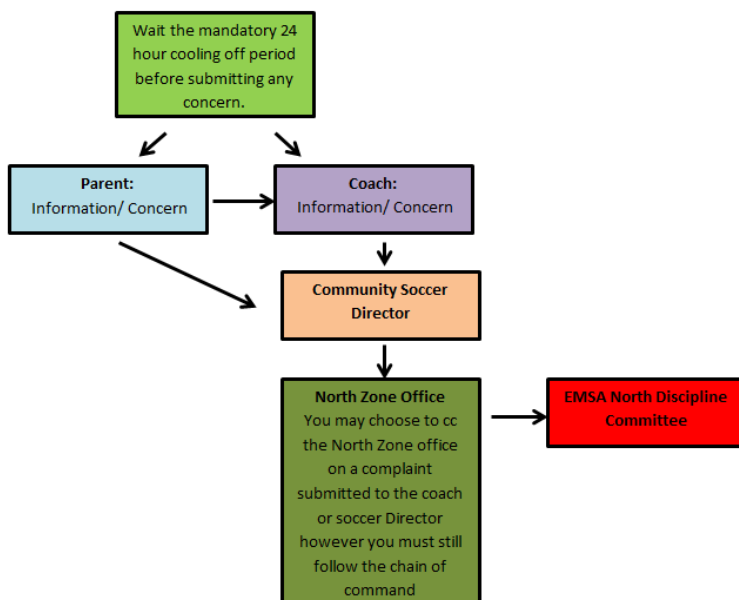 Wait the mandatory 24
hour cooling off period
before submitting any
concern.
Parent:
Information/ Concern
Coach:
Information/ Concern
Community Soccer
Director
North Zone Office
You may choose to cc
the North Zone office
on a complaint
submitted to the coach
or soccer Director
however you must still
follow the chain of
command
EMSA North Discipline
Committee